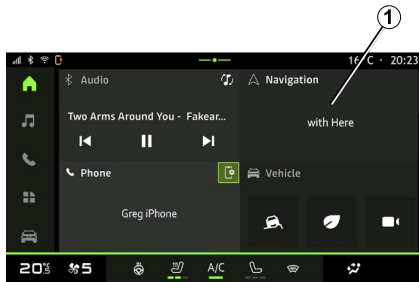 1
16°C · 20:23
Audio
Navigation
Two Arms Around You - Fakear...
with Here
Phone
Vehicle
Greg iPhone
20°5
5
A/C